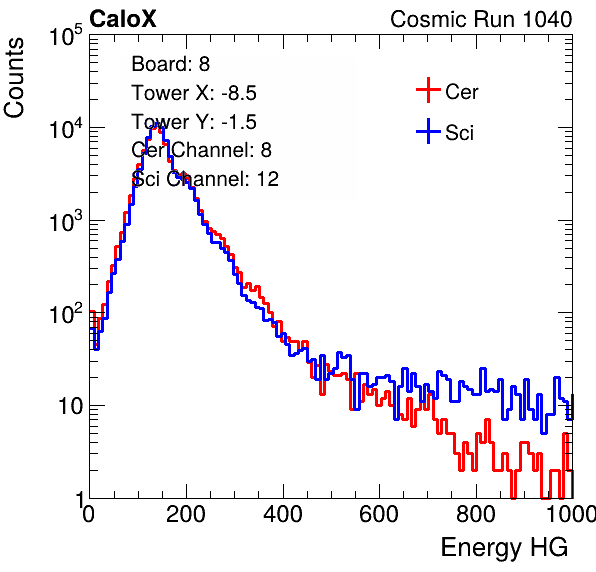 CaloX Cosmic Run 1040
Counts
10^5
10^4
10^3
10^2
10
1
Board: 8
Tower X: -8.5
Tower Y: -1.5
Cer Channel: 8
Sci Channel: 12
Cer
Sci
0 200 400 600 800 1000
Energy HG